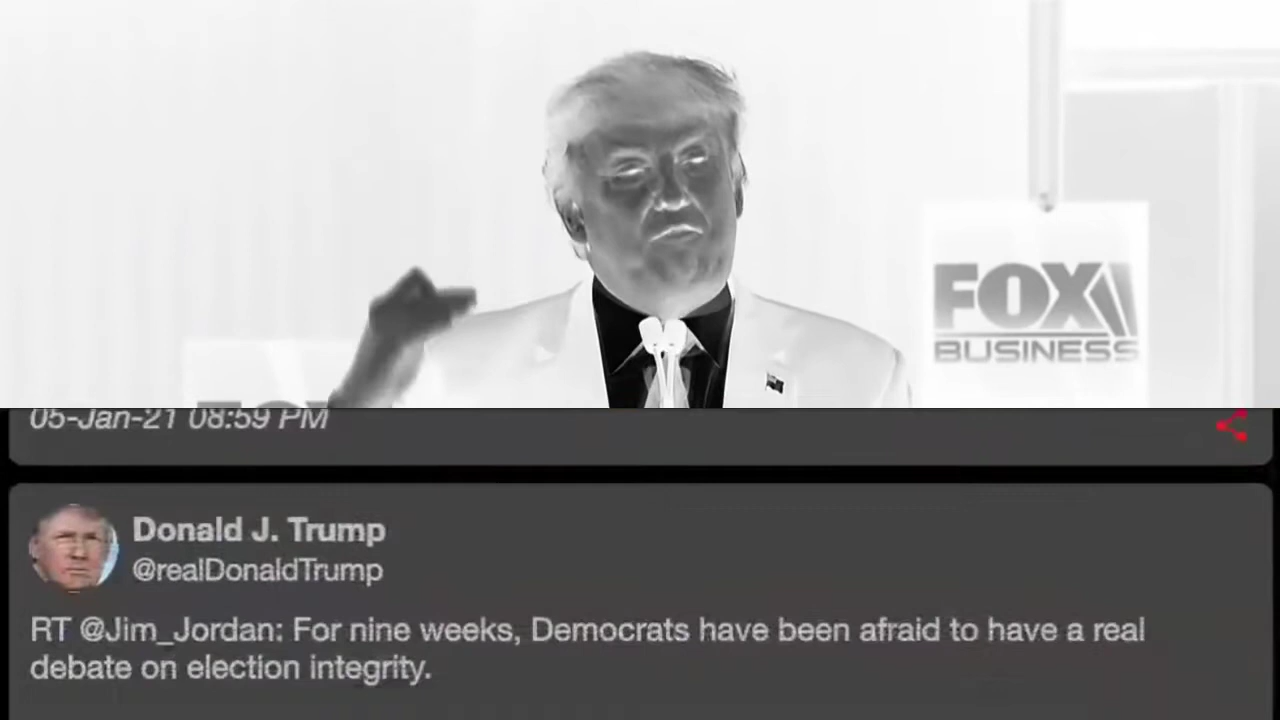 FOX
BUSINESS
FOX
05-Jan-21 08:59 PM
Donald J. Trump
@realDonaldTrump
RT @Jim_Jordan: For nine weeks, Democrats have been afraid to have a real
debate on election integrity.